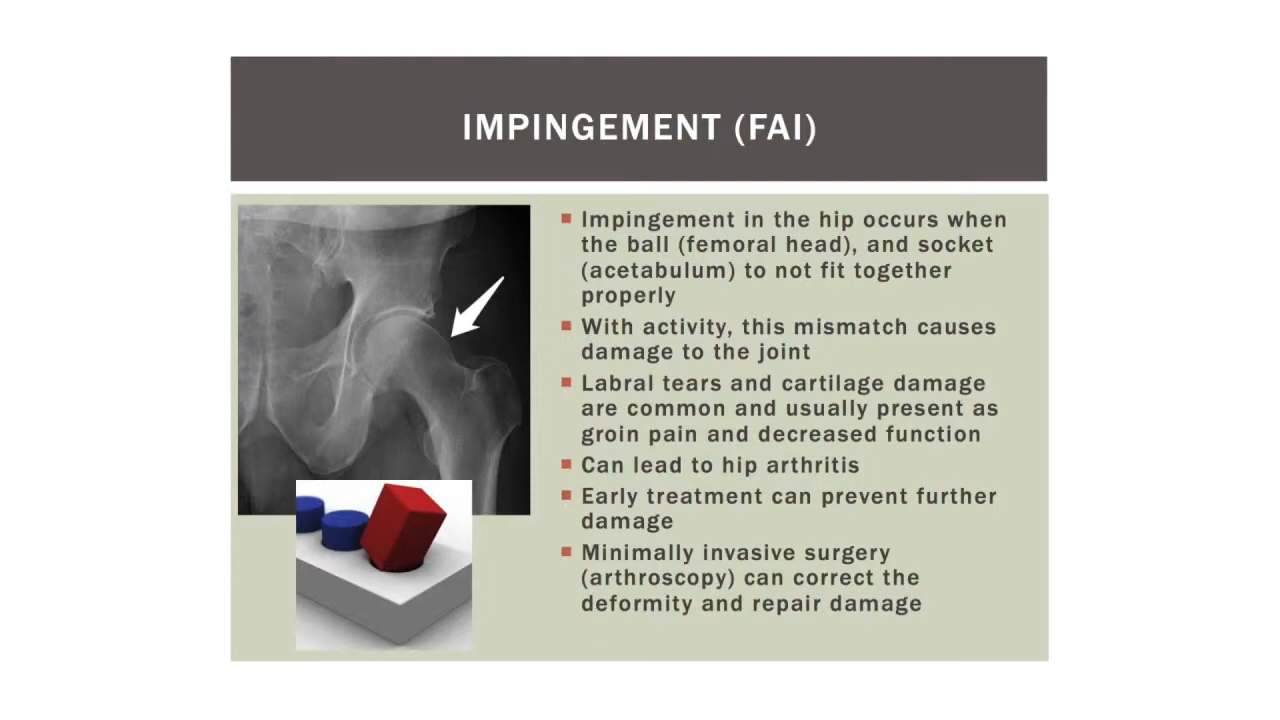 IMPINGEMENT (FAI)
Impingement in the hip occurs when
the ball (femoral head), and socket
(acetabulum) to not fit together
properly
With activity, this mismatch causes
damage to the joint
Labral tears and cartilage damage
are common and usually present as
groin pain and decreased function
Can lead to hip arthritis
Early treatment can prevent further
damage
Minimally invasive surgery
(arthroscopy) can correct the
deformity and repair damage